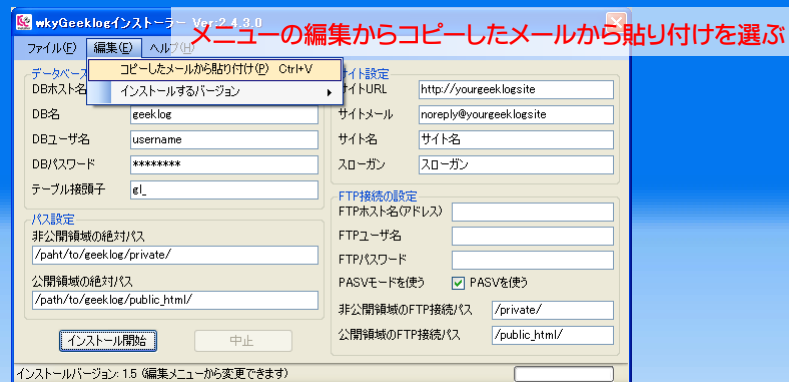 wkyGeeklogインストーラー Ver:2.4.3.0
メニューの編集からコピーしたメールから貼り付けを選ぶ
ファイル(F) 編集(E) ヘルプ(H)
コピーしたメールから貼り付け(P) Ctrl+V
インストールするバージョン
データベース
DBホスト名
DB名 geeklog
DBユーザ名 username
DBパスワード ********
テーブル接頭子 gl_
パス設定
非公開領域の絶対パス
/paht/to/geeklog/private/
公開領域の絶対パス
/path/to/geeklog/public_html/
インストール開始 中止
サイト設定
サイトURL http://yourgeeklogsite
サイトメール noreply@yourgeeklogsite
サイト名 サイト名
スローガン スローガン
FTP接続の設定
FTPホスト名(アドレス)
FTPユーザ名
FTPパスワード
PASVモードを使う PASVを使う
非公開領域のFTP接続パス /private/
公開領域のFTP接続パス /public_html/
インストールバージョン: 1.5 (編集メニューから変更できます)